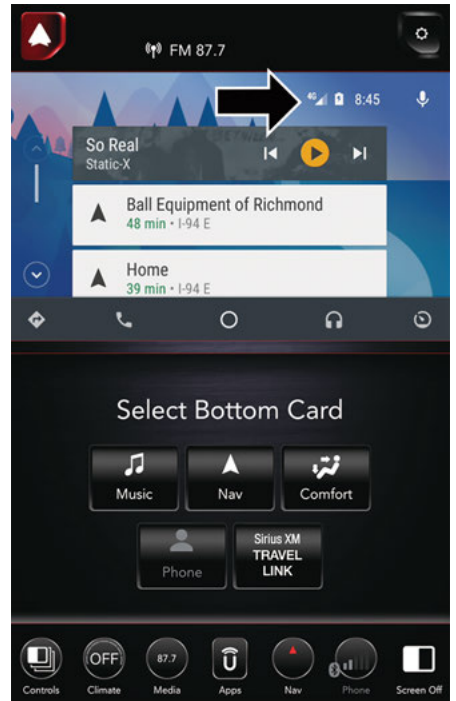 FM 87.7
4G 8:45
So Real
Static-X
Ball Equipment of Richmond
48 min • I-94 E
Home
39 min • I-94 E
Select Bottom Card
Music
Nav
Comfort
Phone
Sirius XM
TRAVEL
LINK
OFF
87.7
Controls
Climate
Media
Apps
Nav
Phone
Screen Off